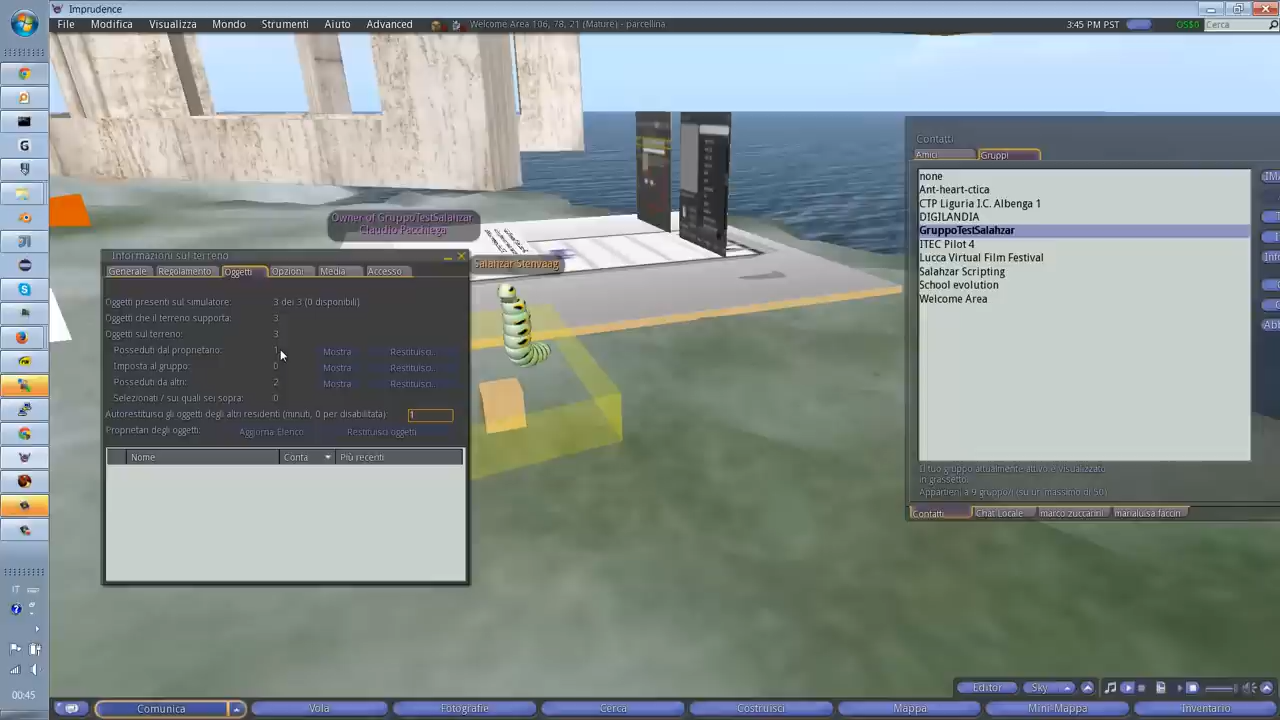 Imprudence
File Modifica Visualizza Mondo Strumenti Aiuto Advanced Welcome Area 106, 78, 21 (Mature) - parcellina 3:45 PM PST OS$0 Cerca
Owner of GruppoTestSalahzar
Claudio Pacchiega
Salahzar Stenvaag
Informazioni sul terreno
Generale Regolamento Oggetti Opzioni Media Accesso
Oggetti presenti sul simulatore: 3 dei 3 (0 disponibili)
Oggetti che il terreno supporta: 3
Oggetti sul terreno: 3
Posseduti dal proprietario: 1 Mostra Restituisci...
Imposta al gruppo: 0 Mostra Restituisci...
Posseduti da altri: 2 Mostra Restituisci...
Selezionati / sui quali sei sopra: 0
Autorestituisci gli oggetti degli altri residenti (minuti, 0 per disabilitata): 1
Proprietari degli oggetti: Aggiorna Elenco Restituisci oggetti
Nome Conta Più recenti
Contatti
Amici Gruppi
none
Ant-heart-ctica
CTP Liguria I.C. Albenga 1
DIGILANDIA
GruppoTestSalahzar
ITEC Pilot 4
Lucca Virtual Film Festival
Salahzar Scripting
School evolution
Welcome Area
Il tuo gruppo attualmente attivo è visualizzato
in grassetto.
Appartieni a 9 gruppo/i (su un massimo di 50)
Contatti Chat Locale marco zuccarini marialuisa faccin
IT
00:45
Editor Sky
Comunica Vola Fotografie Cerca Costruisci Mappa Mini-Mappa Inventario